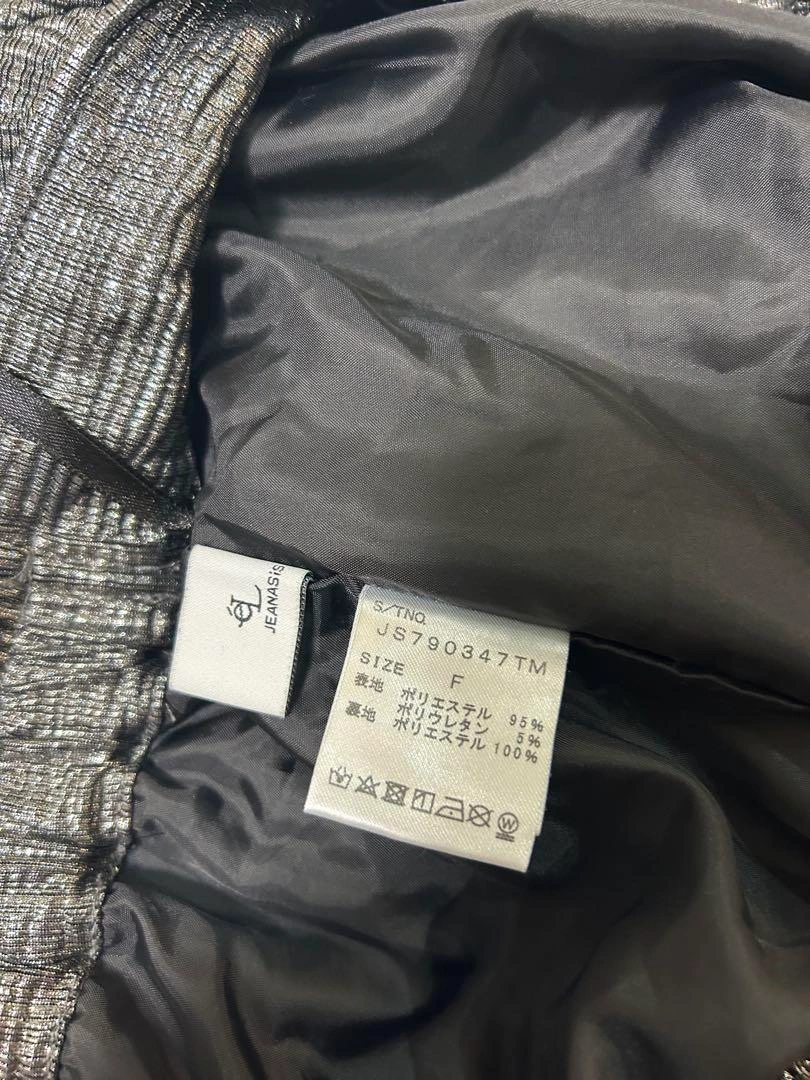 JEANASiS
S/TNO.
JS790347TM
SIZE F
表地 ポリエステル 95%
ポリウレタン 5%
裏地 ポリエステル 100%
W